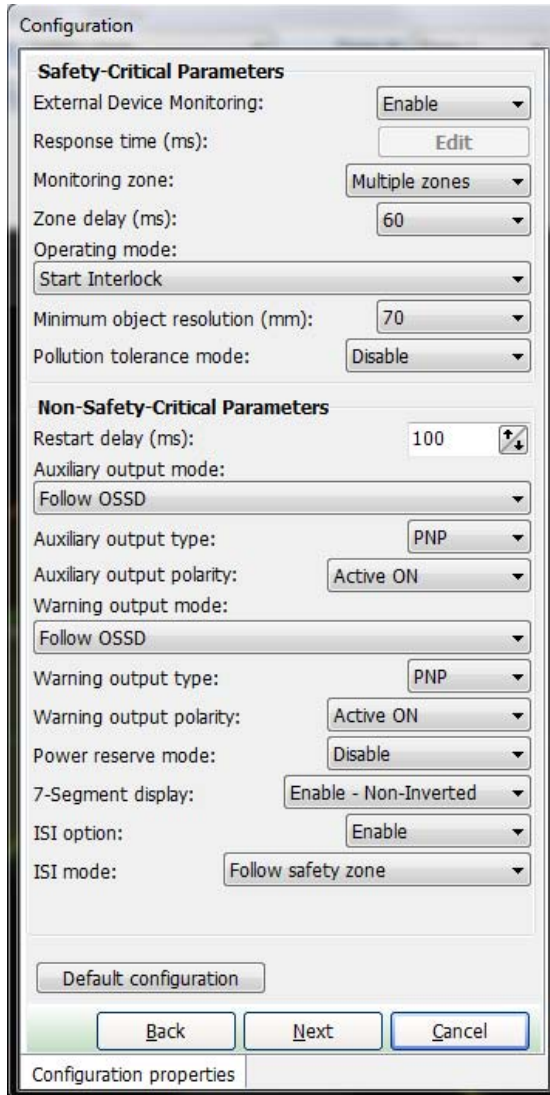 Configuration
Safety-Critical Parameters
External Device Monitoring: Enable
Response time (ms): Edit
Monitoring zone: Multiple zones
Zone delay (ms): 60
Operating mode:
Start Interlock
Minimum object resolution (mm): 70
Pollution tolerance mode: Disable
Non-Safety-Critical Parameters
Restart delay (ms): 100
Auxiliary output mode:
Follow OSSD
Auxiliary output type: PNP
Auxiliary output polarity: Active ON
Warning output mode:
Follow OSSD
Warning output type: PNP
Warning output polarity: Active ON
Power reserve mode: Disable
7-Segment display: Enable - Non-Inverted
ISI option: Enable
ISI mode: Follow safety zone
Default configuration
Back Next Cancel
Configuration properties